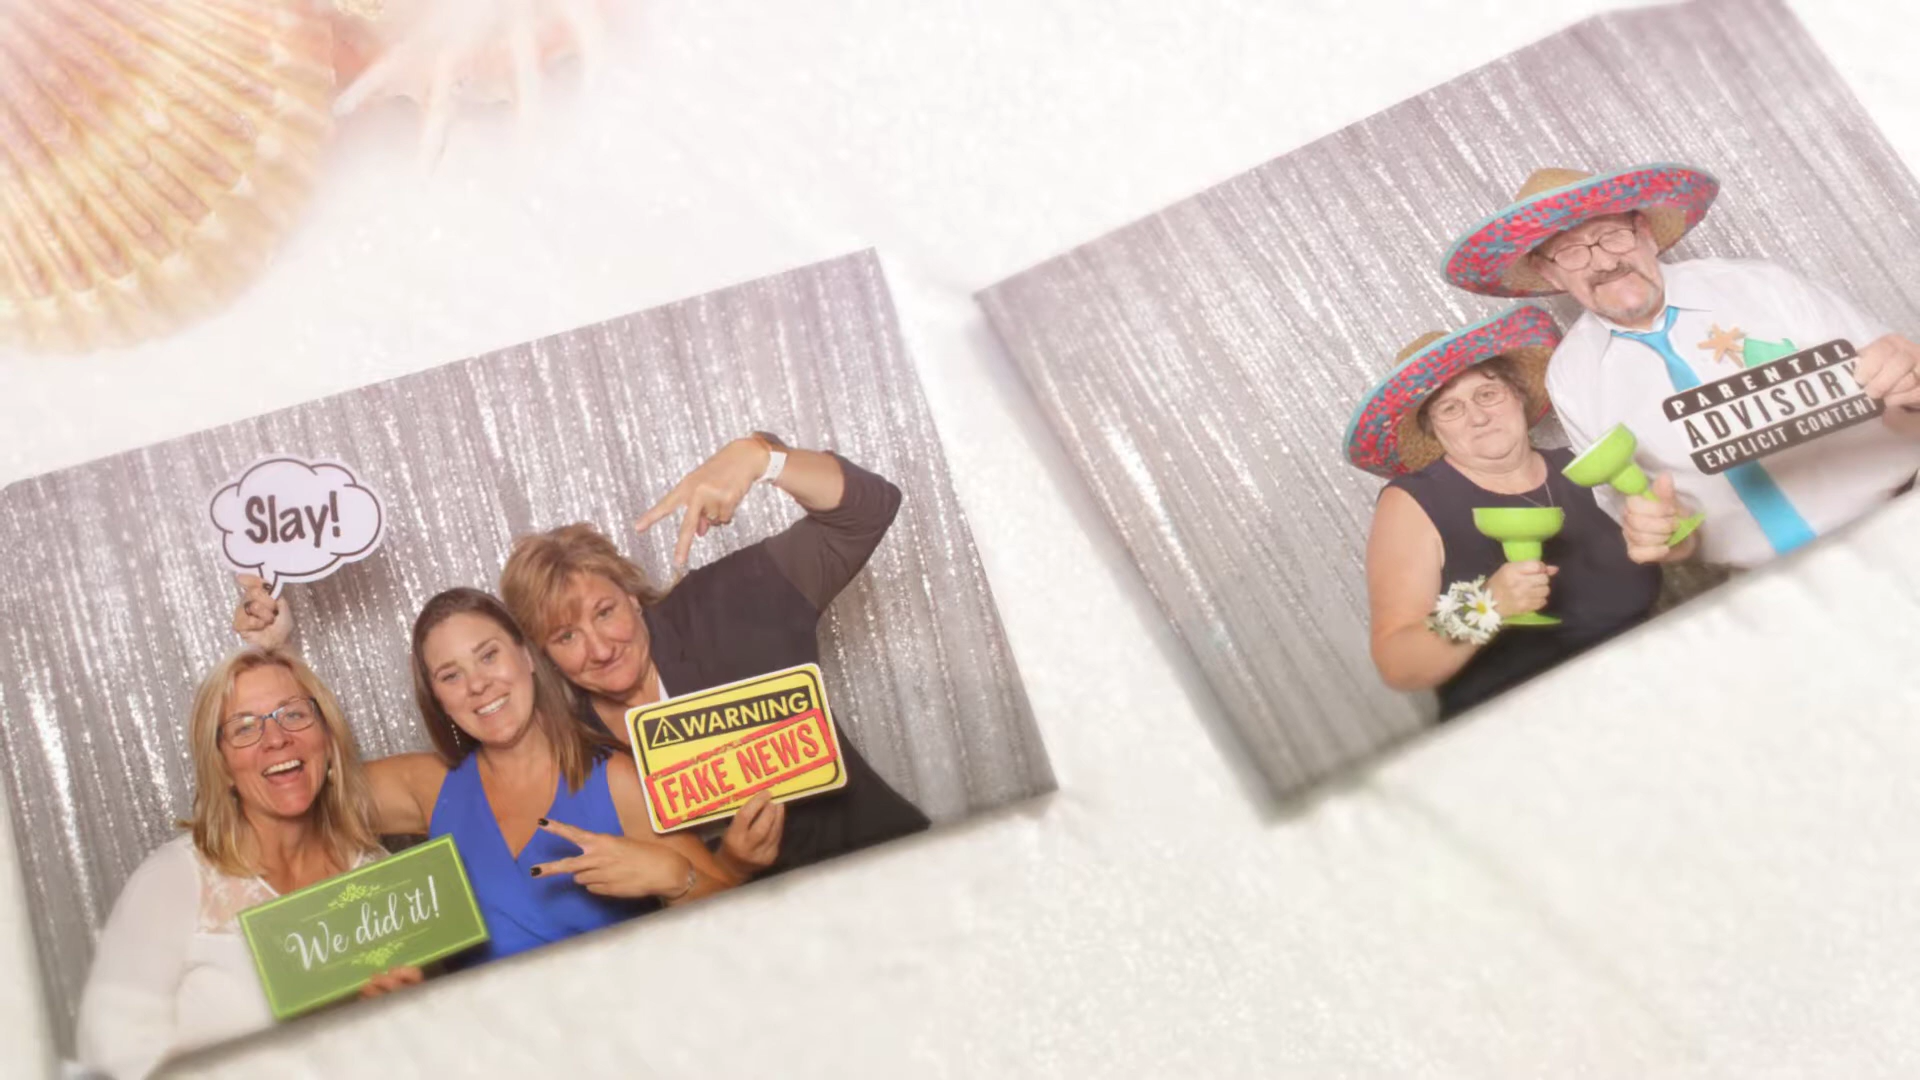 Slay!
WARNING
FAKE NEWS
We did it!
PARENTAL
ADVISORY
EXPLICIT CONTENT